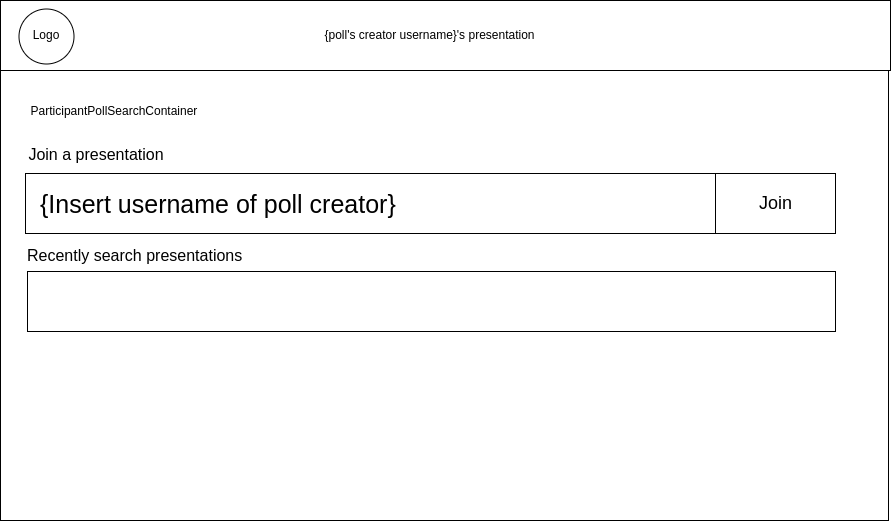 Logo
{poll's creator username}'s presentation
ParticipantPollSearchContainer
Join a presentation
{Insert username of poll creator}
Join
Recently search presentations